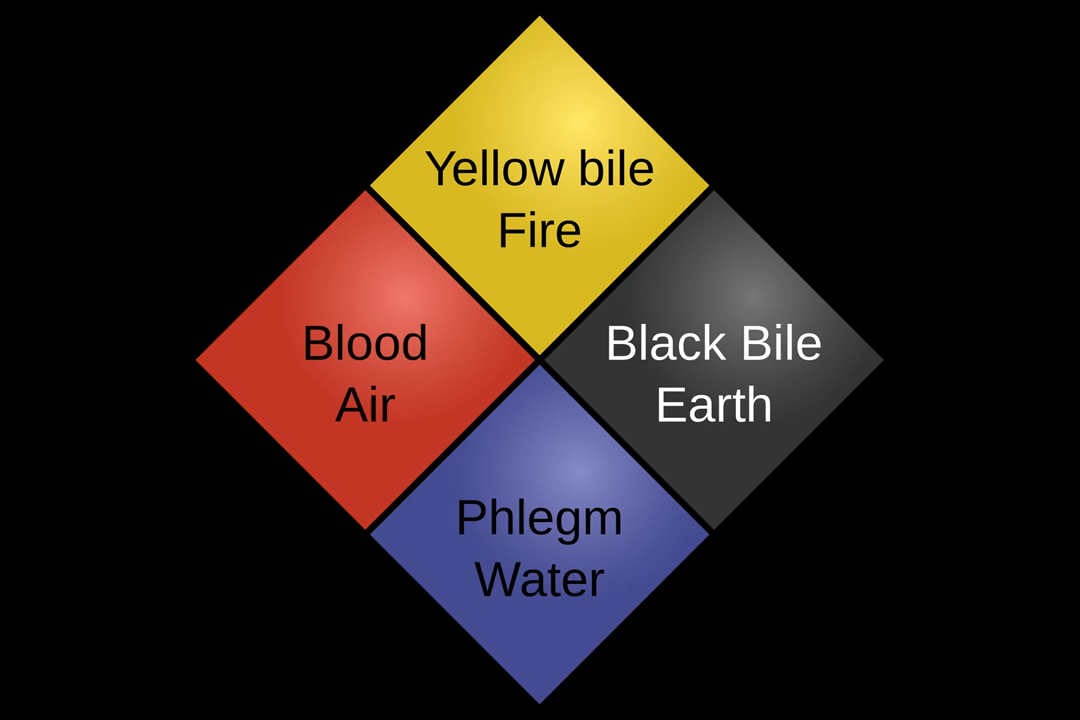 Yellow bile
Fire
Blood
Air
Black Bile
Earth
Phlegm
Water